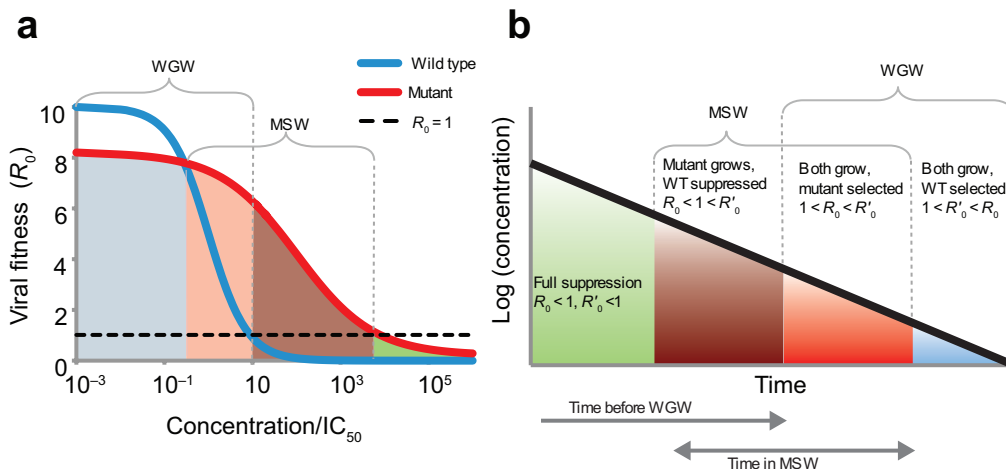 a
WGW
MSW
Wild type
Mutant
R₀ = 1
Viral fitness (R₀)
10
8
6
4
2
0
10⁻³
10⁻¹
10
10³
10⁵
Concentration/IC₅₀
b
WGW
MSW
Mutant grows,
WT suppressed
R₀ < 1 < R′₀
Both grow,
mutant selected
1 < R₀ < R′₀
Both grow,
WT selected
1 < R′₀ < R₀
Full suppression
R₀ < 1, R′₀ <1
Log (concentration)
Time
Time before WGW
Time in MSW